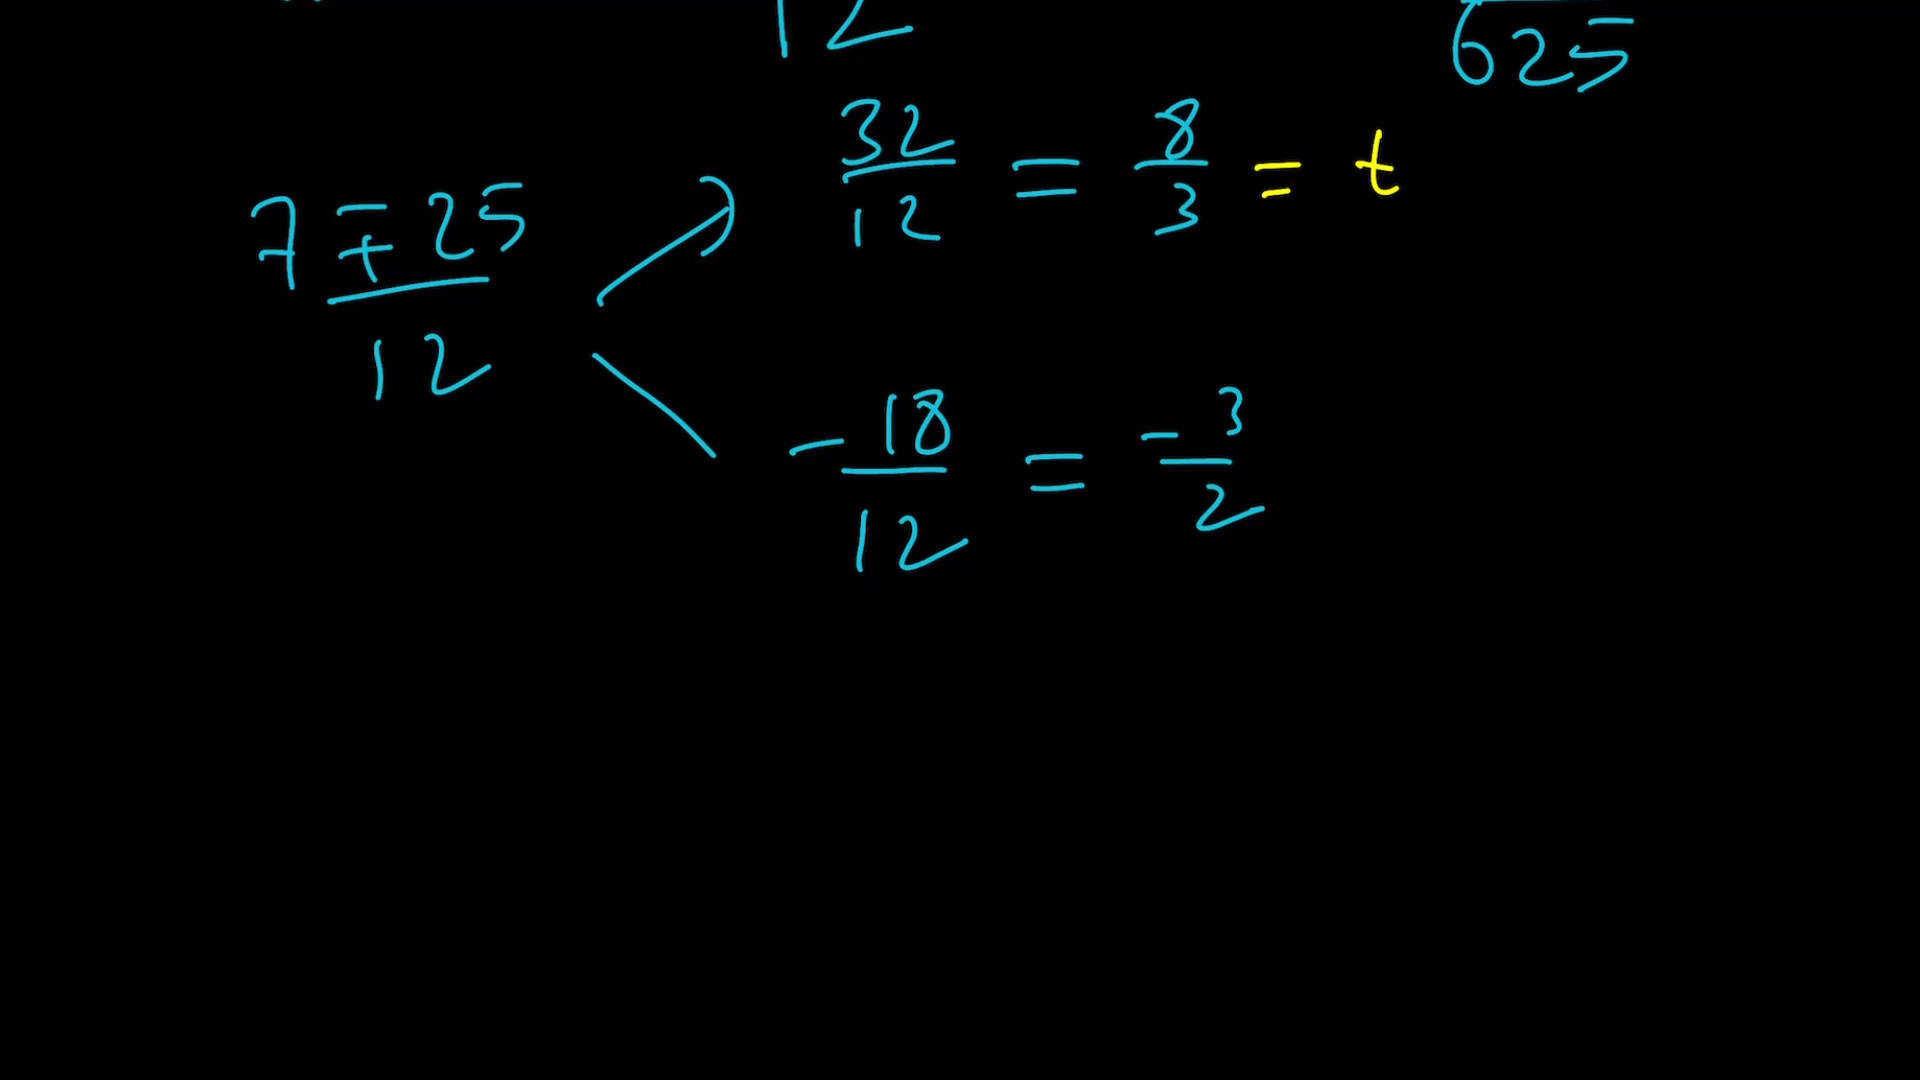 12
625
7 ∓ 25 / 12
32/12 = 8/3 = t
-18/12 = -3/2